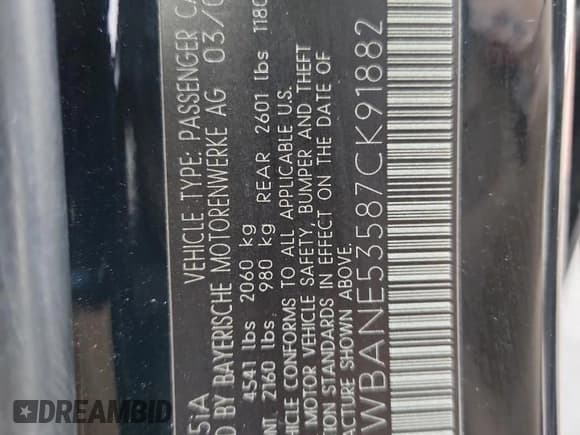 51A VEHICLE TYPE: PASSENGER CA
D BY BAYERISCHE MOTORENWERKE AG 03/0
4541 lbs 2060 kg
NT. 2160 lbs. 980 kg REAR 2601 lbs 1180
VEHICLE CONFORMS TO ALL APPLICABLE U.S.
MOTOR VEHICLE SAFETY, BUMPER AND THEFT
TION STANDARDS IN EFFECT ON THE DATE OF
SHOWN ABOVE.
WBANE53587CK91882
DREAMBID